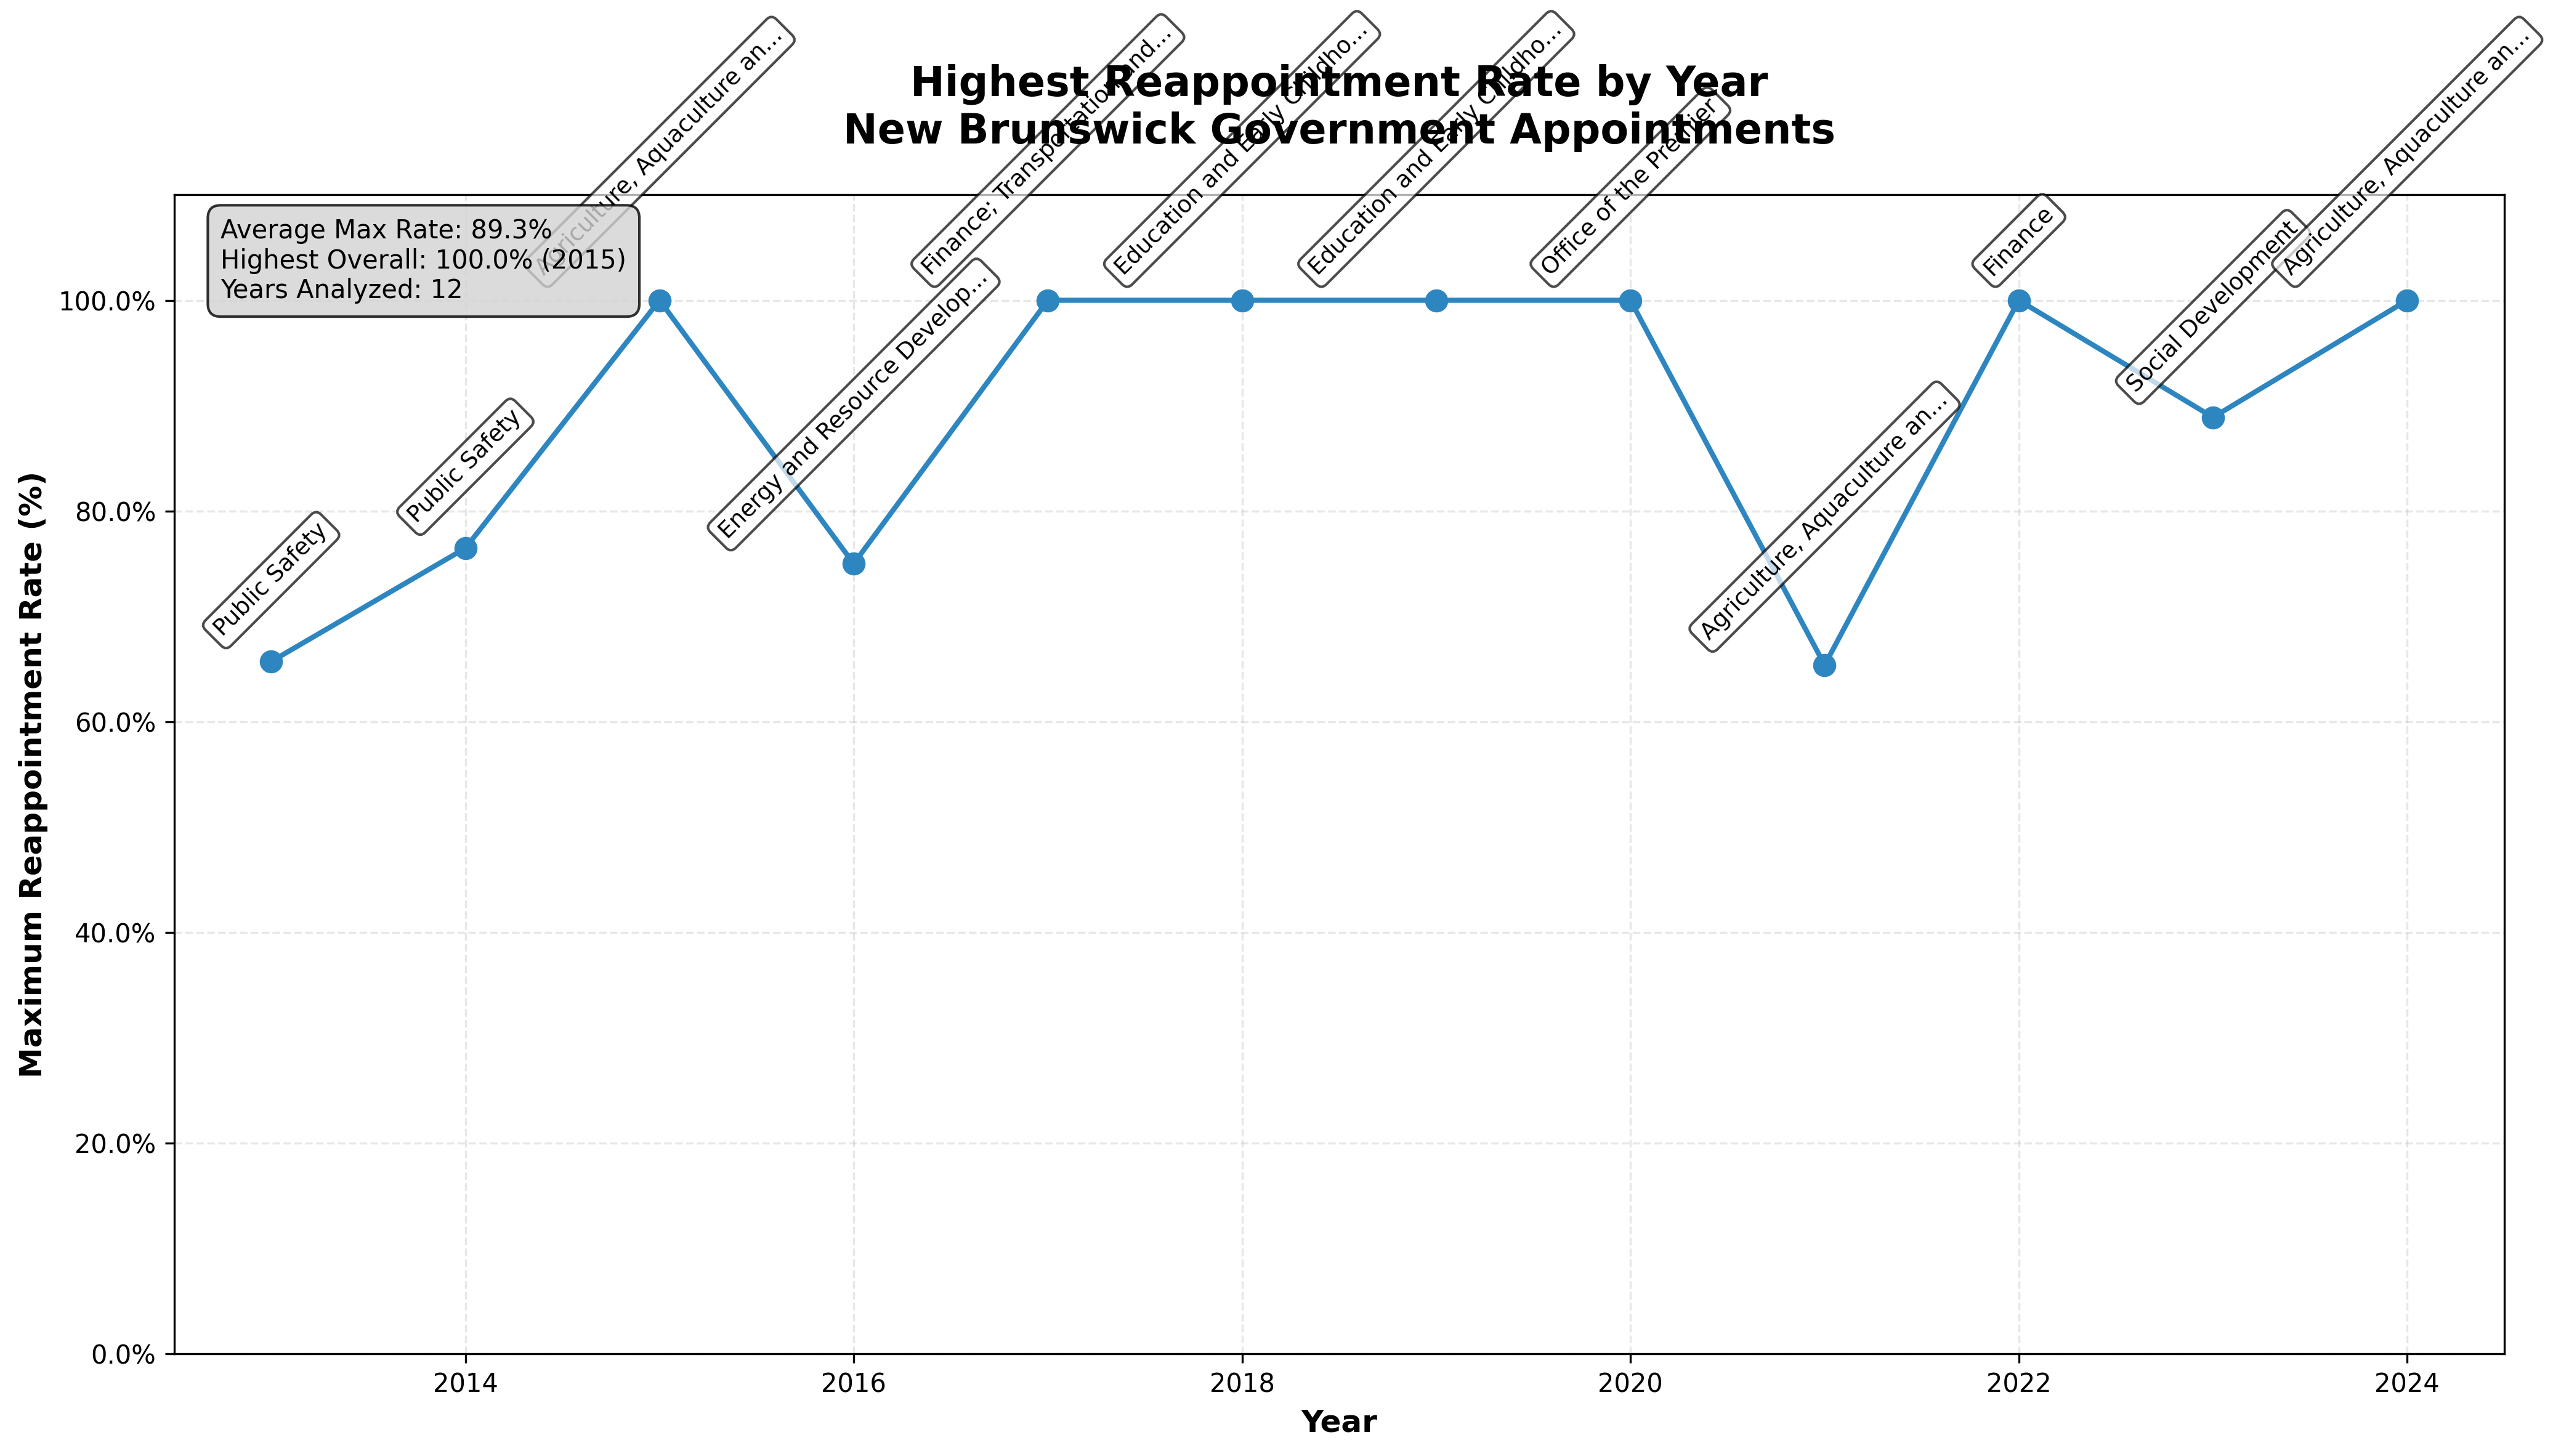 Highest Reappointment Rate by Year
New Brunswick Government Appointments
Average Max Rate: 89.3%
Highest Overall: 100.0% (2015)
Years Analyzed: 12
Public Safety
Public Safety
Agriculture, Aquaculture an...
Energy and Resource Develop...
Finance; Transportation and...
Education and Early Childho...
Education and Early Childho...
Office of the Premier
Agriculture, Aquaculture an...
Finance
Social Development
Agriculture, Aquaculture an...
Maximum Reappointment Rate (%)
100.0%
80.0%
60.0%
40.0%
20.0%
0.0%
2014
2016
2018
2020
2022
2024
Year